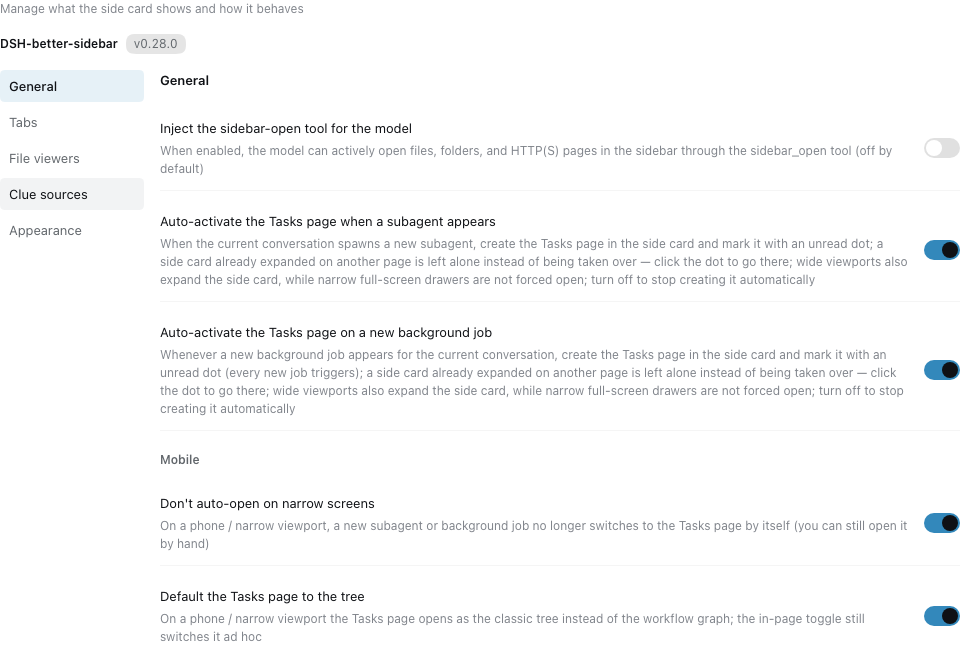 Manage what the side card shows and how it behaves
DSH-better-sidebar v0.28.0
General
Tabs
File viewers
Clue sources
Appearance
General
Inject the sidebar-open tool for the model
When enabled, the model can actively open files, folders, and HTTP(S) pages in the sidebar through the sidebar_open tool (off by
default)
Auto-activate the Tasks page when a subagent appears
When the current conversation spawns a new subagent, create the Tasks page in the side card and mark it with an unread dot; a
side card already expanded on another page is left alone instead of being taken over — click the dot to go there; wide viewports also
expand the side card, while narrow full-screen drawers are not forced open; turn off to stop creating it automatically
Auto-activate the Tasks page on a new background job
Whenever a new background job appears for the current conversation, create the Tasks page in the side card and mark it with an
unread dot (every new job triggers); a side card already expanded on another page is left alone instead of being taken over — click
the dot to go there; wide viewports also expand the side card, while narrow full-screen drawers are not forced open; turn off to stop
creating it automatically
Mobile
Don't auto-open on narrow screens
On a phone / narrow viewport, a new subagent or background job no longer switches to the Tasks page by itself (you can still open it
by hand)
Default the Tasks page to the tree
On a phone / narrow viewport the Tasks page opens as the classic tree instead of the workflow graph; the in-page toggle still
switches it ad hoc